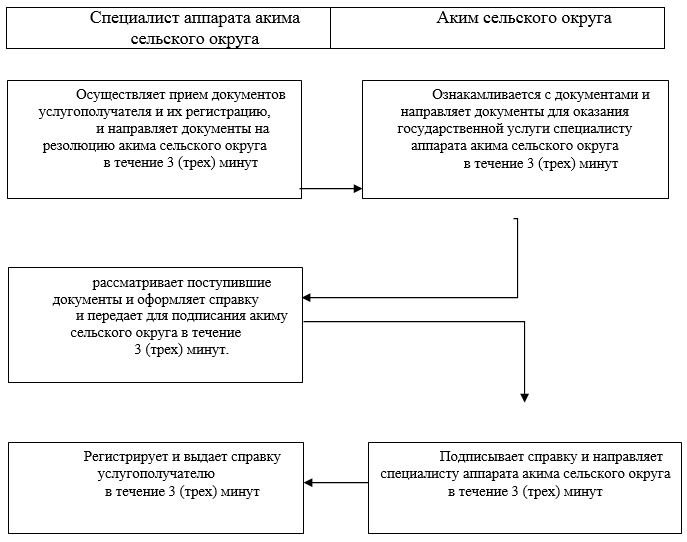 Специалист аппарата акима
сельского округа
Аким сельского округа
Осуществляет прием документов
услугополучателя и их регистрацию,
и направляет документы на
резолюцию акима сельского округа
в течение 3 (трех) минут
Ознакамливается с документами и
направляет документы для оказания
государственной услуги специалисту
аппарата акима сельского округа
в течение 3 (трех) минут
рассматривает поступившие
документы и оформляет справку
и передает для подписания акиму
сельского округа в течение
3 (трех) минут.
Регистрирует и выдает справку
услугополучателю
в течение 3 (трех) минут
Подписывает справку и направляет
специалисту аппарата акима сельского округа
в течение 3 (трех) минут